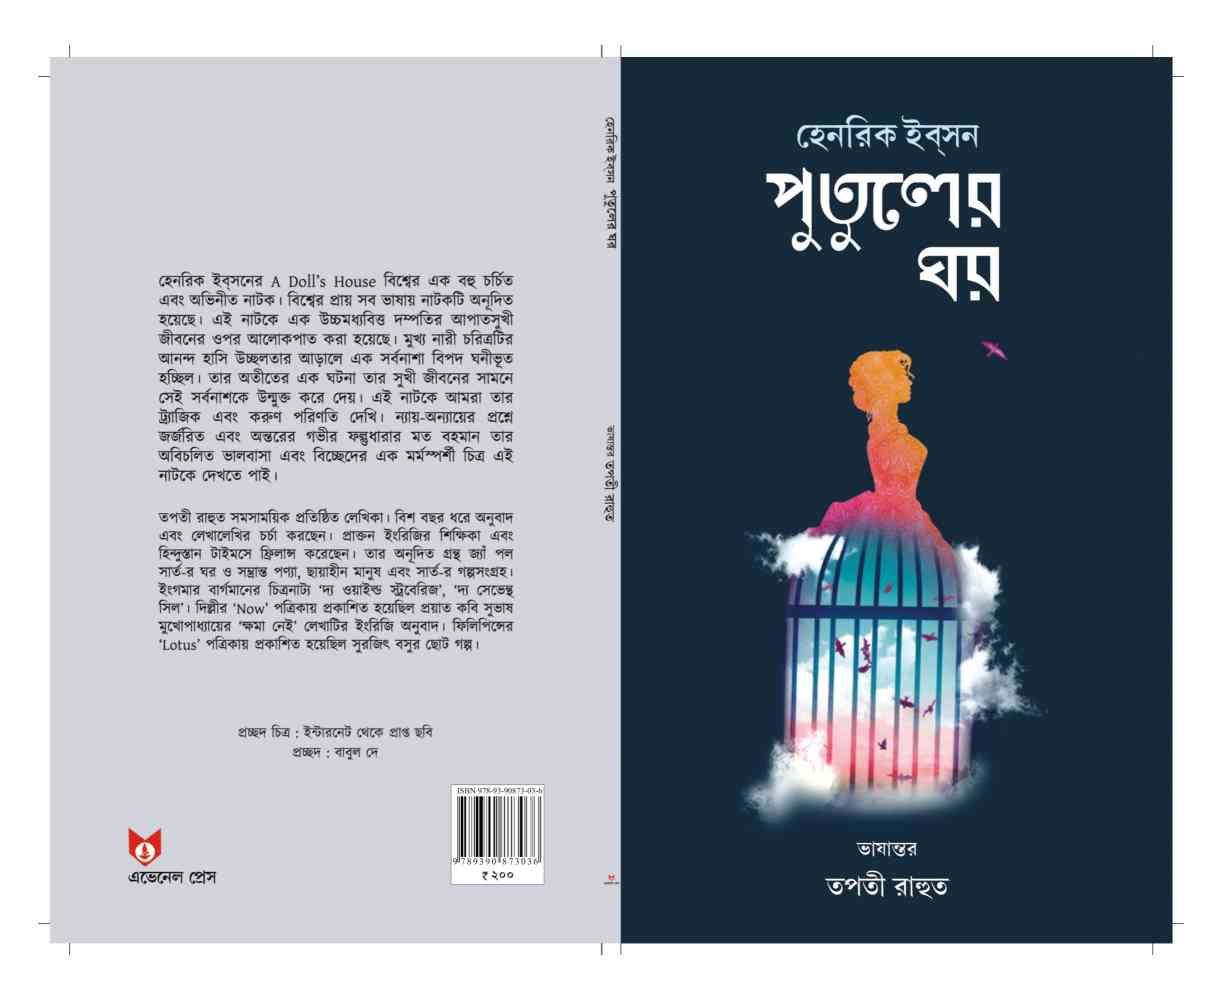 হেনরিক ইব্‌সনের A Doll's House বিশ্বের এক বহু চর্চিত
এবং অভিনীত নাটক। বিশ্বের প্রায় সব ভাষায় নাটকটি অনূদিত
হয়েছে। এই নাটকে এক উচ্চমধ্যবিত্ত দম্পতির আপাতসুখী
জীবনের ওপর আলোকপাত করা হয়েছে। মুখ্য নারী চরিত্রটির
আনন্দ হাসি উচ্ছলতার আড়ালে এক সর্বনাশা বিপদ ঘনীভূত
হচ্ছিল। তার অতীতের এক ঘটনা তার সুখী জীবনের সামনে
সেই সর্বনাশকে উন্মুক্ত করে দেয়। এই নাটকে আমরা তার
ট্র্যাজিক এবং করুণ পরিণতি দেখি। ন্যায়-অন্যায়ের প্রশ্নে
জর্জরিত এবং অন্তরের গভীর ফল্গুধারার মত বহমান তার
অবিচলিত ভালবাসা এবং বিচ্ছেদের এক মর্মস্পর্শী চিত্র এই
নাটকে দেখতে পাই।
তপতী রাহুত সমসাময়িক প্রতিষ্ঠিত লেখিকা। বিশ বছর ধরে অনুবাদ
এবং লেখালেখির চর্চা করছেন। প্রাক্তন ইংরিজির শিক্ষিকা এবং
হিন্দুস্তান টাইমসে ফ্রিলান্স করেছেন। তার অনূদিত গ্রন্থ জ্যাঁ পল
সার্ত-র ঘর ও সম্ভ্রান্ত পণ্যা, ছায়াহীন মানুষ এবং সার্ত-র গল্পসংগ্রহ।
ইংগমার বার্গমানের চিত্রনাট্য ‘দ্য ওয়াইল্ড স্ট্রবেরিজ’, ‘দ্য সেভেন্থ
সিল’। দিল্লীর ‘Now’ পত্রিকায় প্রকাশিত হয়েছিল প্রয়াত কবি সুভাষ
মুখোপাধ্যায়ের ‘ক্ষমা নেই’ লেখাটির ইংরিজি অনুবাদ। ফিলিপিন্সের
‘Lotus’ পত্রিকায় প্রকাশিত হয়েছিল সুরজিৎ বসুর ছোট গল্প।
প্রচ্ছদ চিত্র : ইন্টারনেট থেকে প্রাপ্ত ছবি
প্রচ্ছদ : বাবুল দে
ISBN 978-93-90873-03-6
9 789390 873036
₹ ২০০
এভেনেল প্রেস
হেনরিক ইব্‌সন পুতুলের ঘর
ভাষান্তর তপতী রাহুত
হেনরিক ইব্‌সন
পুতুলের
ঘর
ভাষান্তর
তপতী রাহুত